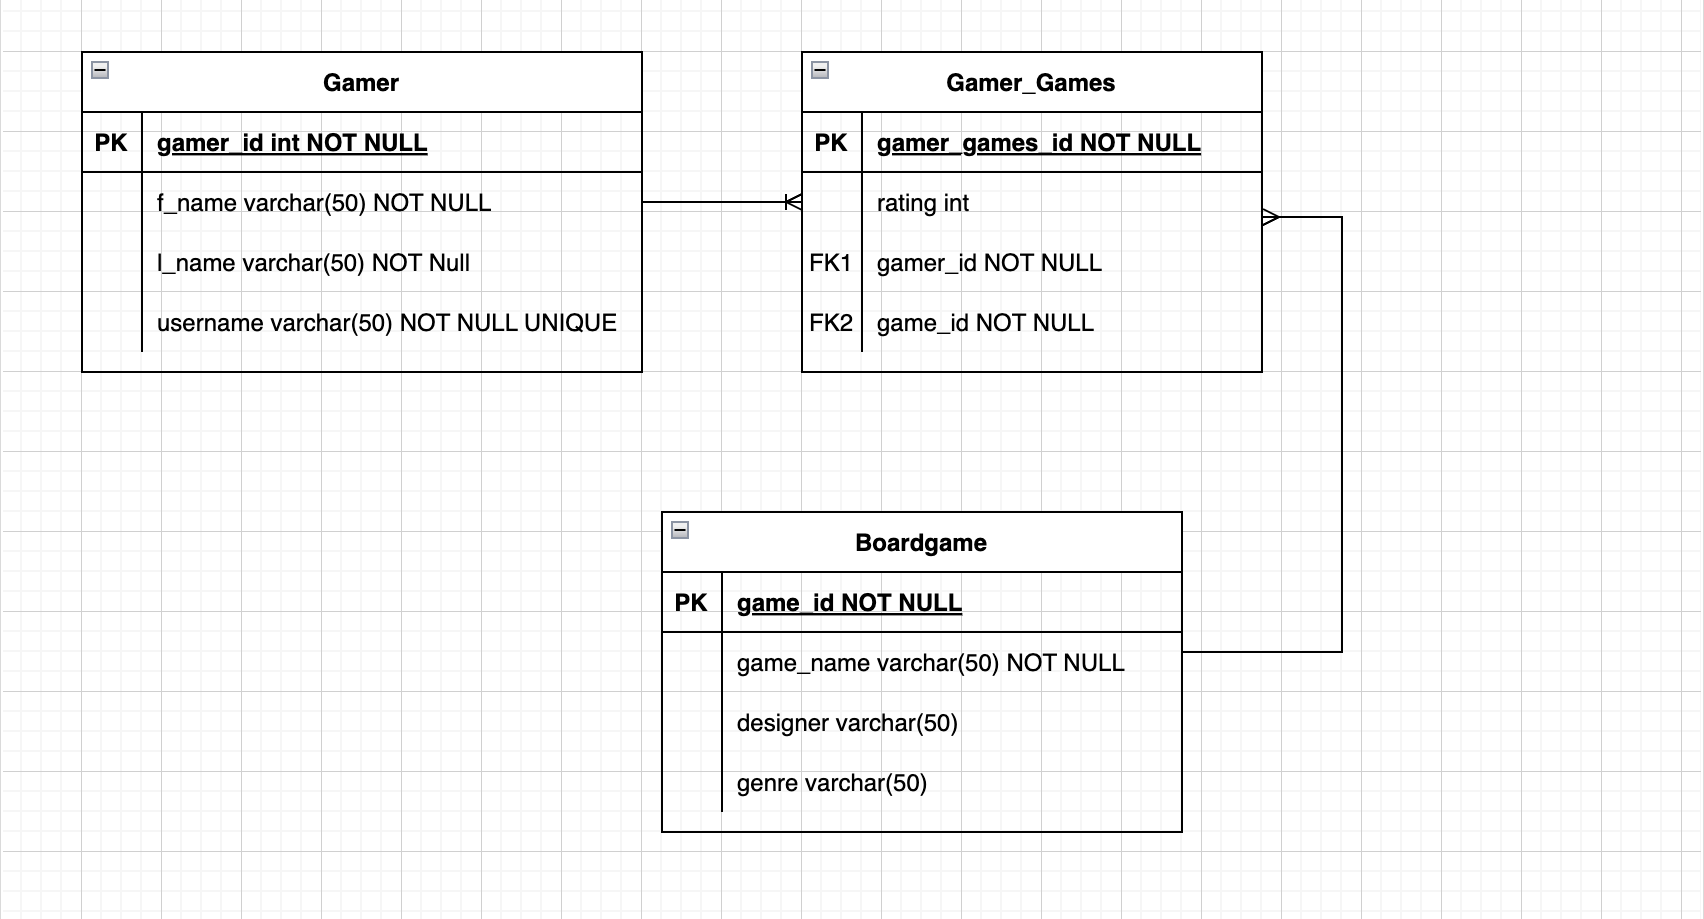 Gamer
PK gamer_id int NOT NULL
f_name varchar(50) NOT NULL
l_name varchar(50) NOT Null
username varchar(50) NOT NULL UNIQUE
Gamer_Games
PK gamer_games_id NOT NULL
rating int
FK1 gamer_id NOT NULL
FK2 game_id NOT NULL
Boardgame
PK game_id NOT NULL
game_name varchar(50) NOT NULL
designer varchar(50)
genre varchar(50)